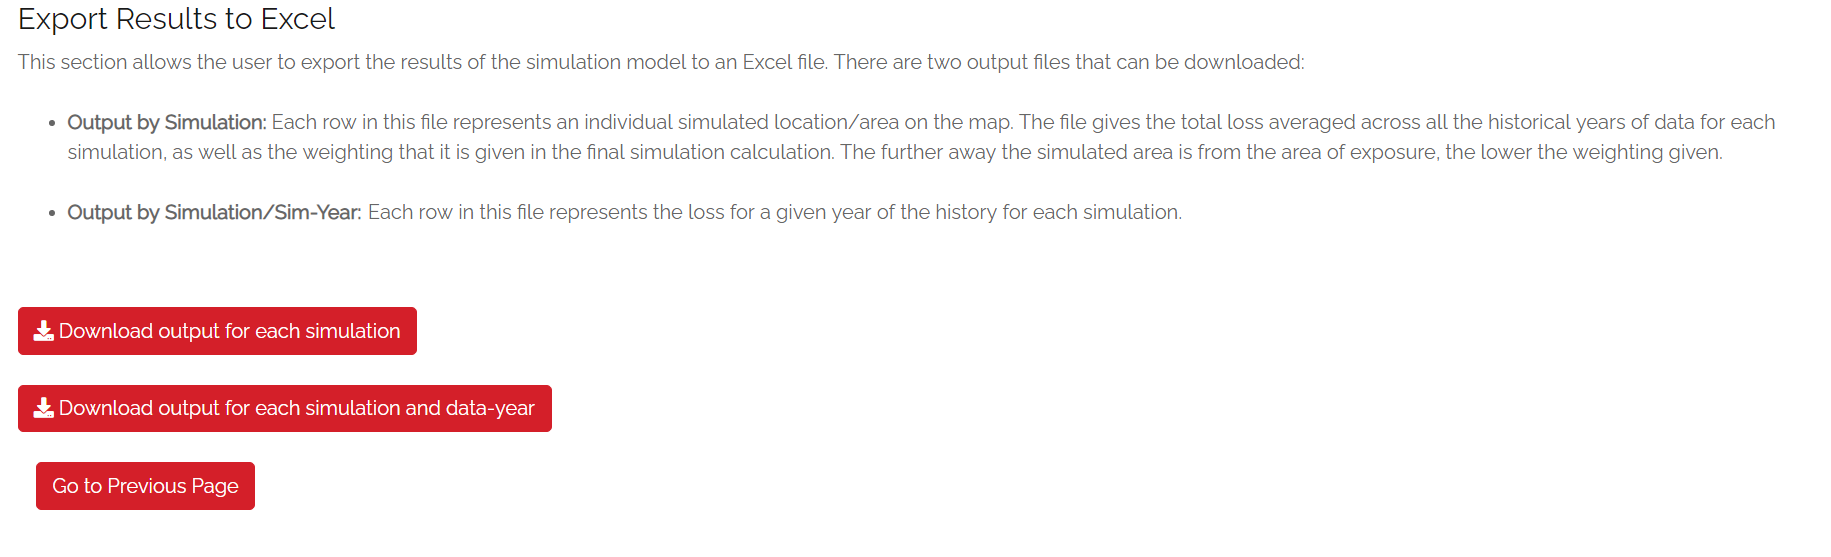 Export Results to Excel
This section allows the user to export the results of the simulation model to an Excel file. There are two output files that can be downloaded:
• Output by Simulation: Each row in this file represents an individual simulated location/area on the map. The file gives the total loss averaged across all the historical years of data for each
simulation, as well as the weighting that it is given in the final simulation calculation. The further away the simulated area is from the area of exposure, the lower the weighting given.
• Output by Simulation/Sim-Year: Each row in this file represents the loss for a given year of the history for each simulation.
Download output for each simulation
Download output for each simulation and data-year
Go to Previous Page